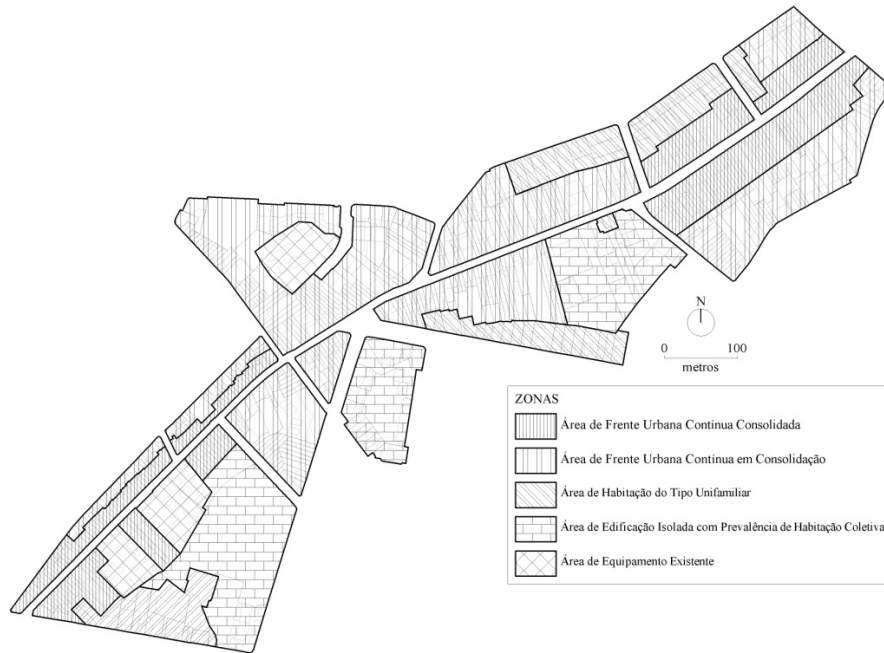 N
0 100
metros
ZONAS
Área de Frente Urbana Contínua Consolidada
Área de Frente Urbana Contínua em Consolidação
Área de Habitação do Tipo Unifamiliar
Área de Edificação Isolada com Prevalência de Habitação Coletiva
Área de Equipamento Existente